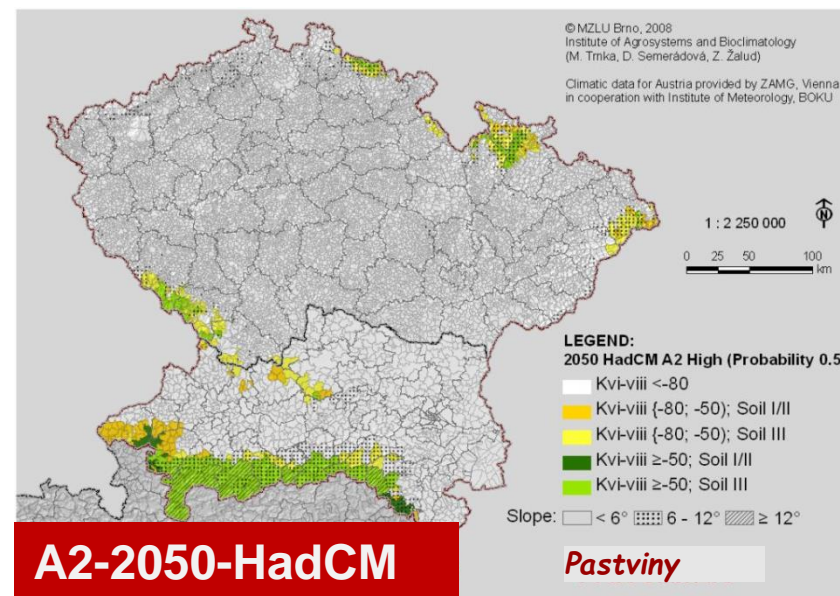 © MZLU Brno, 2008
Institute of Agrosystems and Bioclimatology
(M. Trnka, D. Semerádová, Z. Žalud)
Climatic data for Austria provided by ZAMG, Vienna
in cooperation with Institute of Meteorology, BOKU
1 : 2 250 000
N
0 25 50 100
km
LEGEND:
2050 HadCM A2 High (Probability 0.5
Kvi-viii <-80
Kvi-viii {-80; -50); Soil I/II
Kvi-viii {-80; -50); Soil III
Kvi-viii ≥-50; Soil I/II
Kvi-viii ≥-50; Soil III
Slope: < 6° 6 - 12° ≥ 12°
A2-2050-HadCM
Pastviny